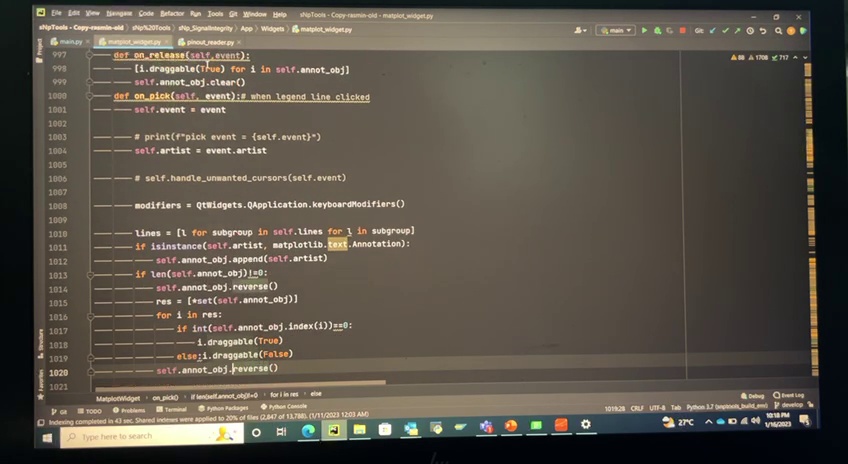 File Edit View Navigate Code Refactor Run Tools Git Window Help sNpTools - Copy-rasmin-old - matplot_widget.py
sNpTools - Copy-rasmin-old sNp%20Tools sNp_SignalIntegrity App Widgets matplot_widget.py main Git:
main.py matplot_widget.py pinout_reader.py
Project
88 1708 717
997 def on_release(self,event):
998 [i.draggable(True) for i in self.annot_obj]
999 self.annot_obj.clear()
1000 def on_pick(self, event):# when legend line clicked
1001 self.event = event
1002
1003 # print(f"pick event = {self.event}")
1004 self.artist = event.artist
1005
1006 # self.handle_unwanted_cursors(self.event)
1007
1008 modifiers = QtWidgets.QApplication.keyboardModifiers()
1009
1010 lines = [l for subgroup in self.lines for l in subgroup]
1011 if isinstance(self.artist, matplotlib.text.Annotation):
1012 self.annot_obj.append(self.artist)
1013 if len(self.annot_obj)!=0:
1014 self.annot_obj.reverse()
1015 res = [*set(self.annot_obj)]
1016 for i in res:
1017 if int(self.annot_obj.index(i))==0:
1018 i.draggable(True)
1019 else:i.draggable(False)
1020 self.annot_obj.reverse()
1021
Structure
Favorites
MatplotWidget on_pick() if len(self.annot_obj)!=0 for i in res else
Git TODO Problems Terminal Python Packages Python Console Debug Event Log
Indexing completed in 43 sec. Shared indexes were applied to 20% of files (2,847 of 13,788). (1/11/2023 12:03 AM) 1019:28 CRLF UTF-8 Tab Python 3.7 (snptools_build_env) develop
Type here to search 27°C 10:18 PM
1/16/2023